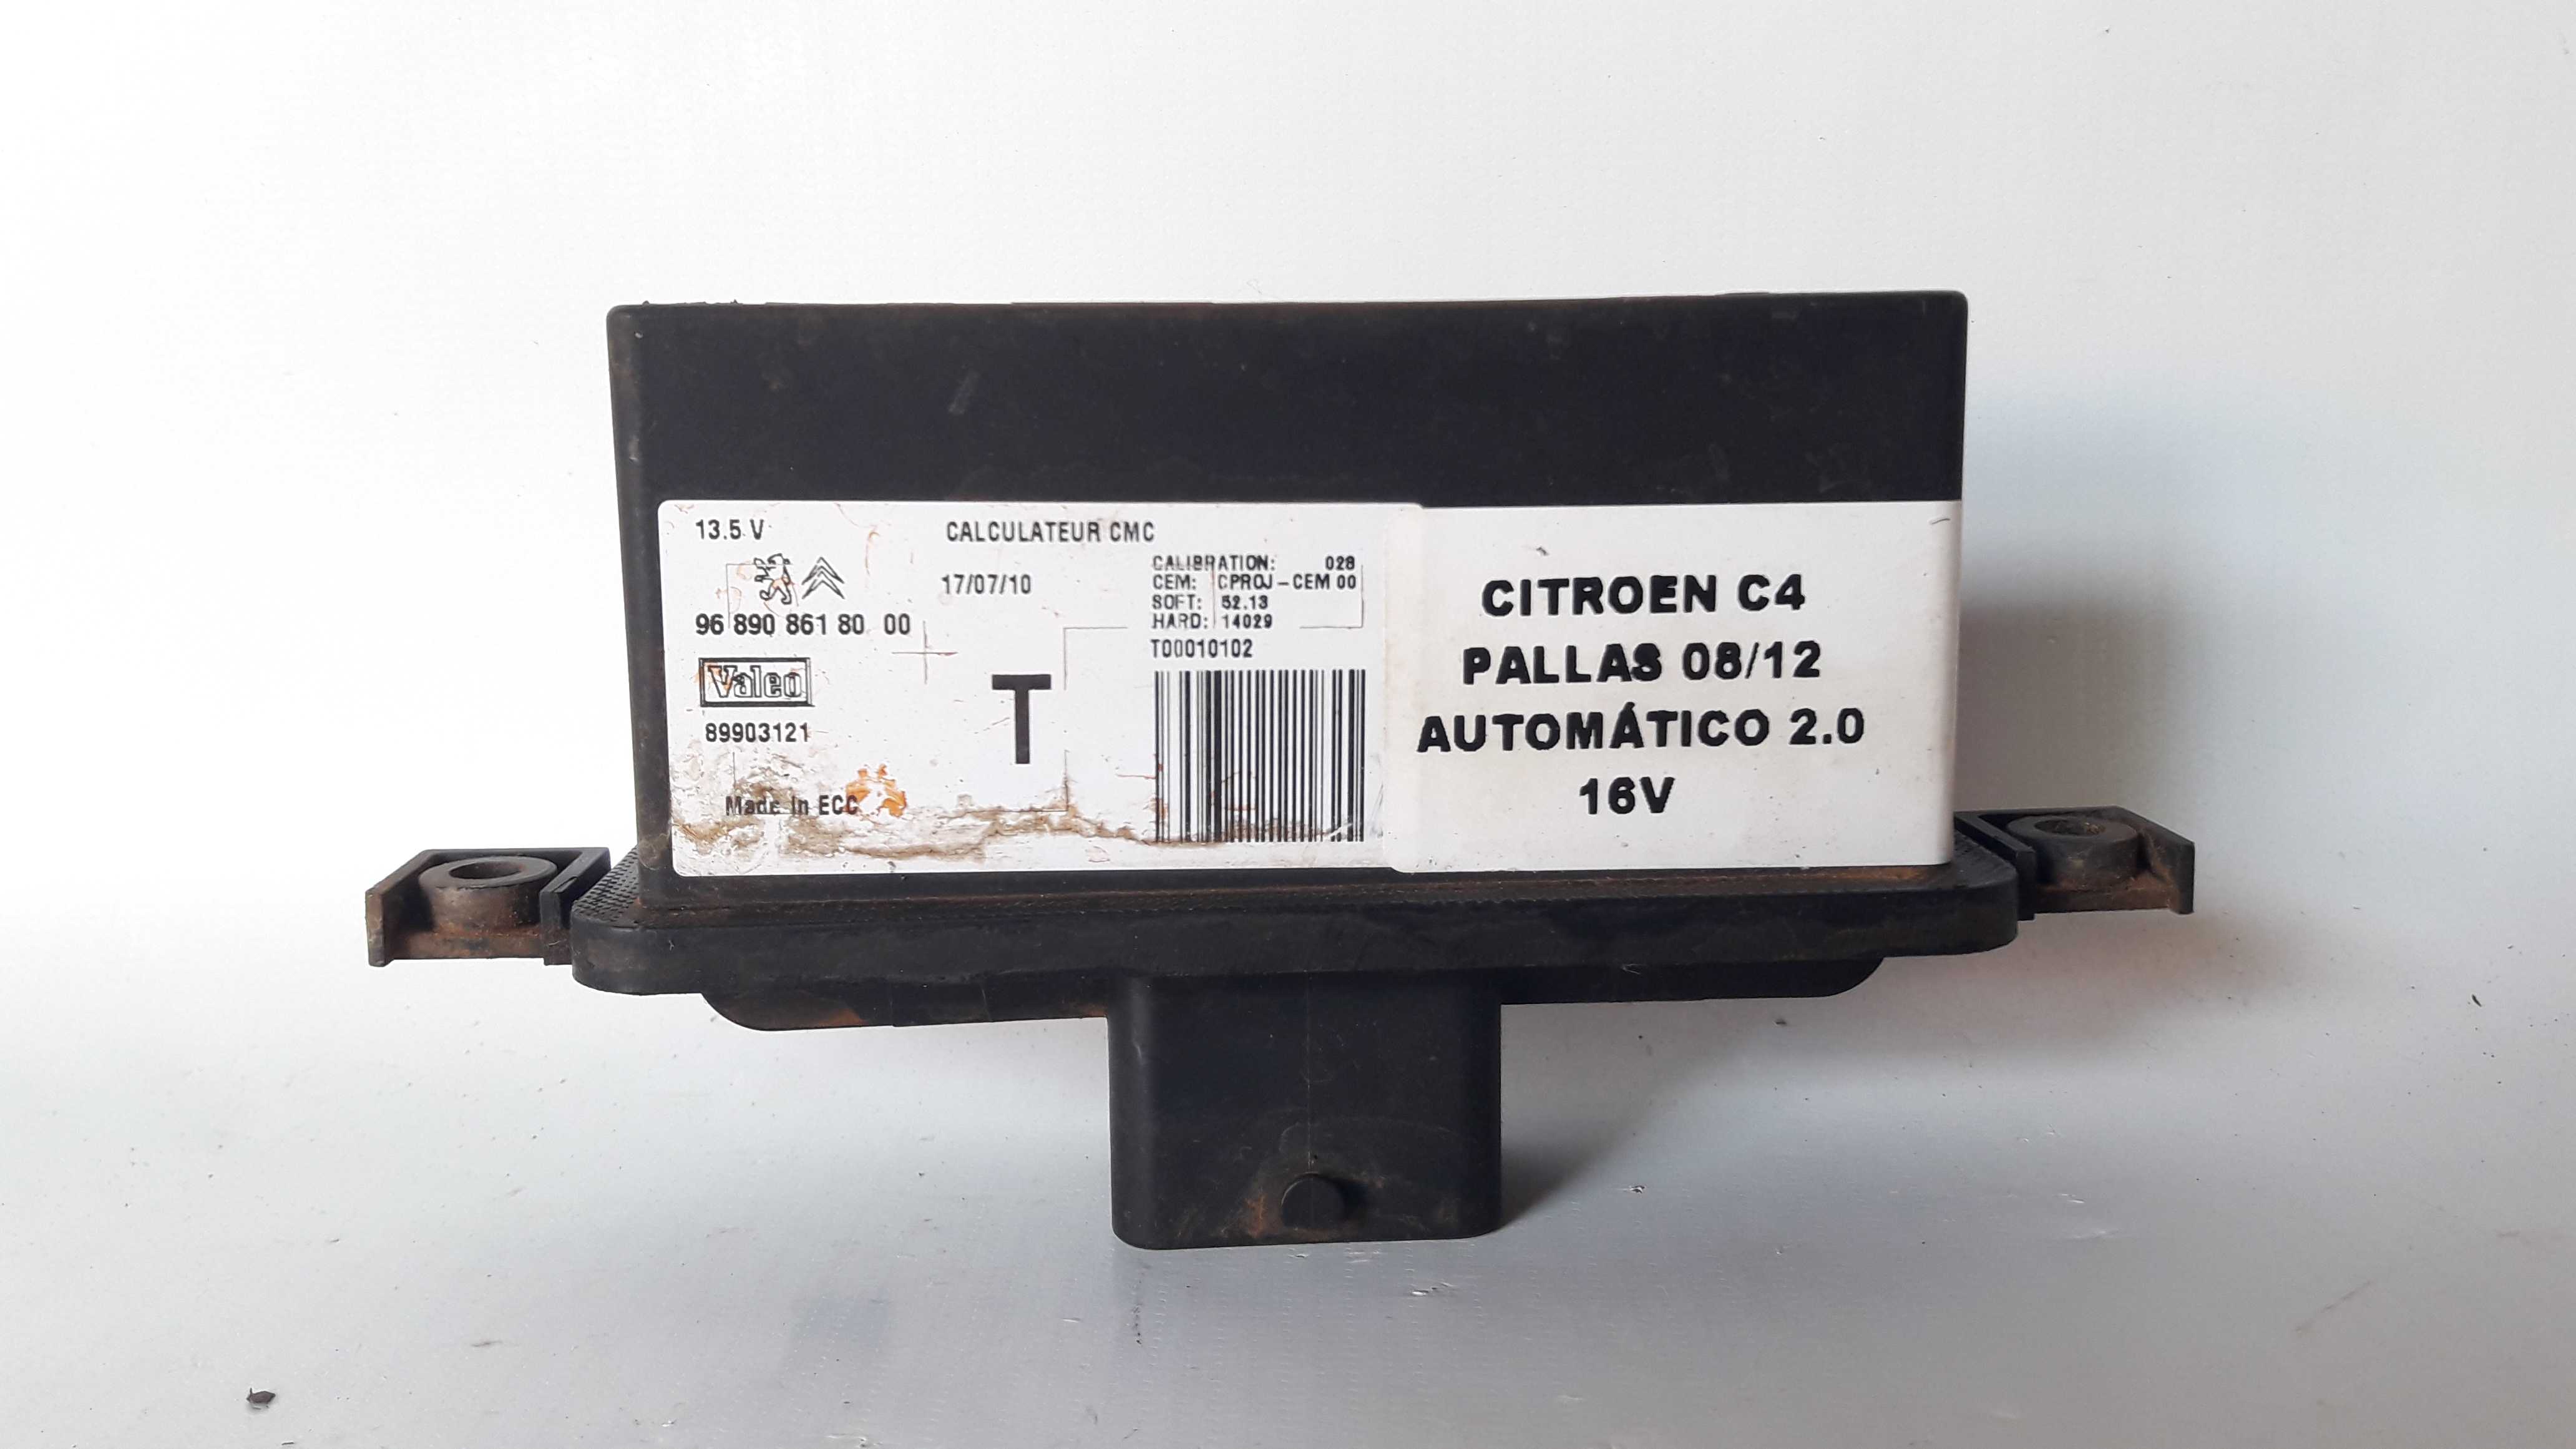 13.5 V
CALCULATEUR CMC
17/07/10
CALIBRATION: 028
CEM: CPROJ-CEM 00
SOFT: 52.13
HARD: 14029
T00010102
96 890 861 80 00
Valeo
89903121
T
Made In ECC
CITROEN C4
PALLAS 08/12
AUTOMÁTICO 2.0
16V